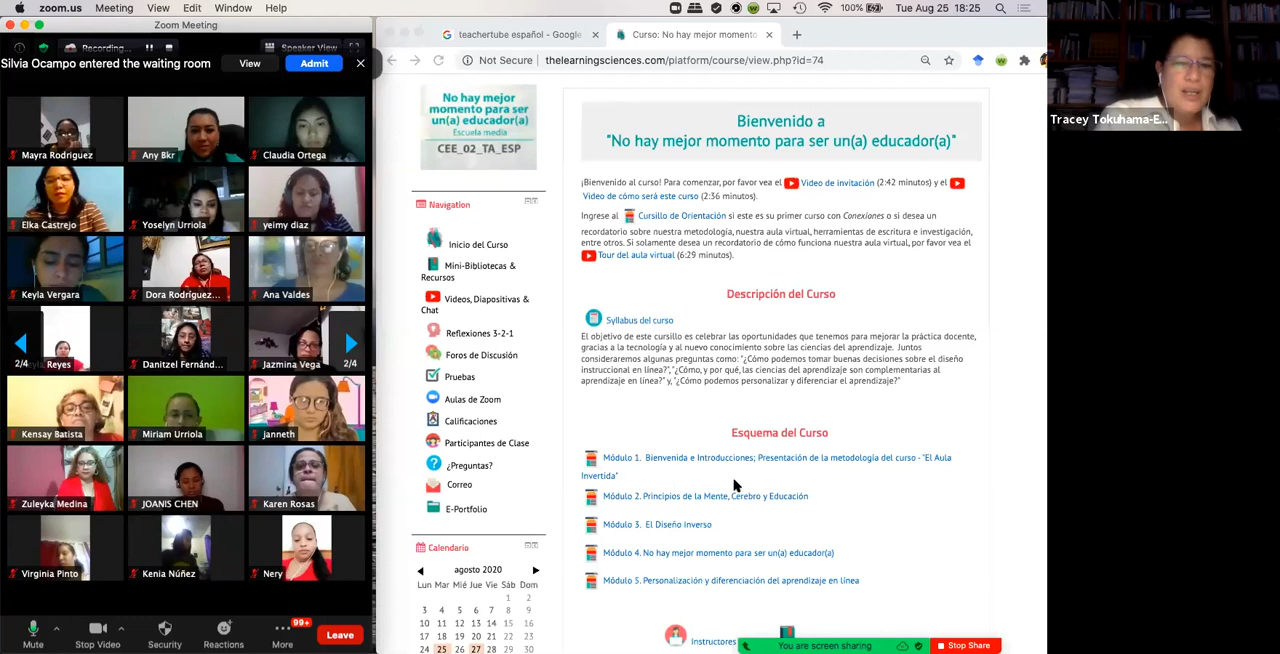 zoom.us Meeting View Edit Window Help
100% Tue Aug 25 18:25
Zoom Meeting
Recording...
Speaker View
Silvia Ocampo entered the waiting room
View
Admit
Mayra Rodriguez
Any Bkr
Claudia Ortega
Elka Castrejo
Yoselyn Urriola
yeimy diaz
Keyla Vergara
Dora Rodríguez...
Ana Valdes
2/4
Reyes
Danitzel Fernánd...
Jazmina Vega
2/4
Kensay Batista
Miriam Urriola
janneth
Zuleyka Medina
JOANIS CHEN
Karen Rosas
Virginia Pinto
Kenia Núñez
Nery
Mute
Stop Video
Security
Reactions
99+
More
Leave
teachertube español - Google
Curso: No hay mejor momento
Not Secure | thelearningsciences.com/platform/course/view.php?id=74
No hay mejor
momento para ser
un(a) educador(a)
Escuela media
CEE_02_TA_ESP
Navigation
Inicio del Curso
Mini-Bibliotecas &
Recursos
Videos, Diapositivas &
Chat
Reflexiones 3-2-1
Foros de Discusión
Pruebas
Aulas de Zoom
Calificaciones
Participantes de Clase
¿Preguntas?
Correo
E-Portfolio
Calendario
agosto 2020
Lun Mar Mié Jue Vie Sáb Dom
1 2
3 4 5 6 7 8 9
10 11 12 13 14 15 16
17 18 19 20 21 22 23
24 25 26 27 28 29 30
Bienvenido a
"No hay mejor momento para ser un(a) educador(a)"
¡Bienvenido al curso! Para comenzar, por favor vea el Video de invitación (2:42 minutos) y el
Video de cómo será este curso (2:36 minutos).
Ingrese al Cursillo de Orientación si este es su primer curso con Conexiones o si desea un
recordatorio sobre nuestra metodología, nuestra aula virtual, herramientas de escritura e investigación,
entre otros. Si solamente desea un recordatorio de cómo funciona nuestra aula virtual, por favor vea el
Tour del aula virtual (6:29 minutos).
Descripción del Curso
Syllabus del curso
El objetivo de este cursillo es celebrar las oportunidades que tenemos para mejorar la práctica docente,
gracias a la tecnología y al nuevo conocimiento sobre las ciencias del aprendizaje. Juntos
consideraremos algunas preguntas como: "¿Cómo podemos tomar buenas decisiones sobre el diseño
instruccional en línea?", "¿Cómo, y por qué, las ciencias del aprendizaje son complementarias al
aprendizaje en línea?" y, "¿Cómo podemos personalizar y diferenciar el aprendizaje?"
Esquema del Curso
Módulo 1. Bienvenida e Introducciones; Presentación de la metodología del curso - "El Aula
Invertida"
Módulo 2. Principios de la Mente, Cerebro y Educación
Módulo 3. El Diseño Inverso
Módulo 4. No hay mejor momento para ser un(a) educador(a)
Módulo 5. Personalización y diferenciación del aprendizaje en línea
Instructores
You are screen sharing
Stop Share
Tracey Tokuhama-E...